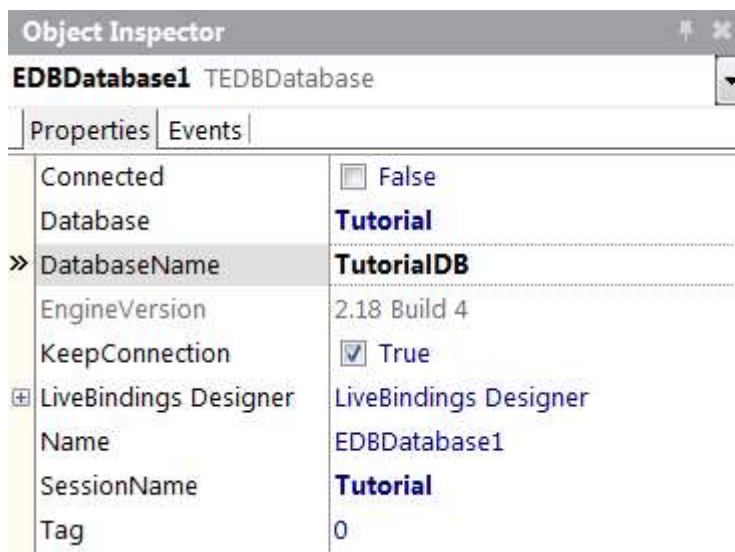 Object Inspector
EDBDatabase1 TEDBDatabase
Properties Events
Connected False
Database Tutorial
» DatabaseName TutorialDB
EngineVersion 2.18 Build 4
KeepConnection True
LiveBindings Designer LiveBindings Designer
Name EDBDatabase1
SessionName Tutorial
Tag 0